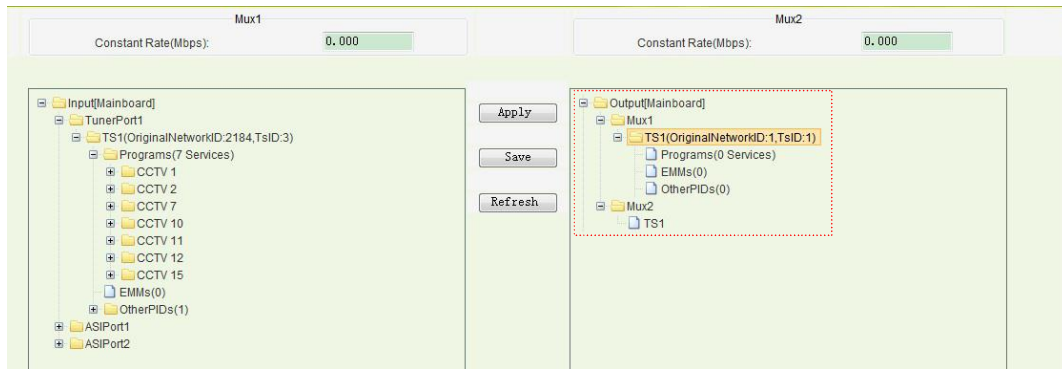 Mux1
Constant Rate(Mbps):
0.000
Mux2
Constant Rate(Mbps):
0.000
Input[Mainboard]
TunerPort1
TS1(OriginalNetworkID:2184,TsID:3)
Programs(7 Services)
CCTV 1
CCTV 2
CCTV 7
CCTV 10
CCTV 11
CCTV 12
CCTV 15
EMMs(0)
OtherPIDs(1)
ASIPort1
ASIPort2
Apply
Save
Refresh
Output[Mainboard]
Mux1
TS1(OriginalNetworkID:1,TsID:1)
Programs(0 Services)
EMMs(0)
OtherPIDs(0)
Mux2
TS1